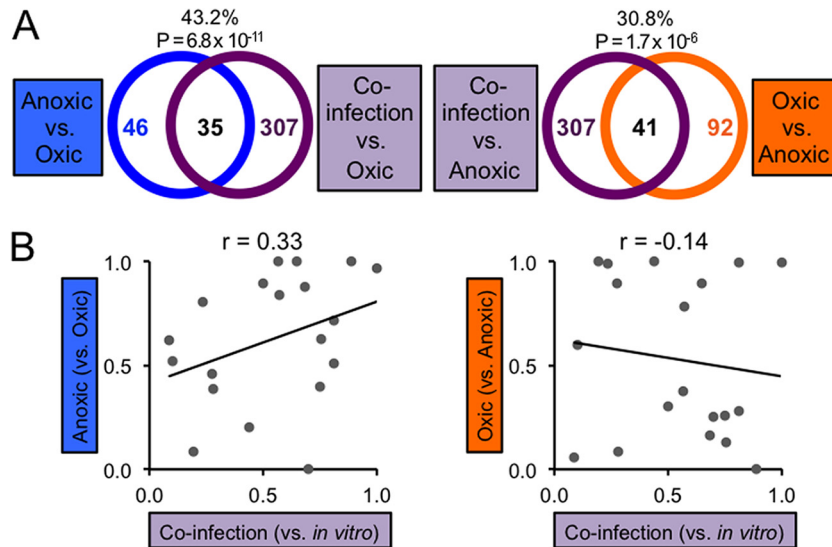 A
43.2%
P = 6.8 x 10-11
30.8%
P = 1.7 x 10-6
Anoxic
vs.
Oxic
46
35
307
Co-
infection
vs.
Oxic
Co-
infection
vs.
Anoxic
307
41
92
Oxic
vs.
Anoxic
B
r = 0.33
Anoxic (vs. Oxic)
1.0
0.5
0.0
0.0 0.5 1.0
Co-infection (vs. in vitro)
r = -0.14
Oxic (vs. Anoxic)
1.0
0.5
0.0
0.0 0.5 1.0
Co-infection (vs. in vitro)